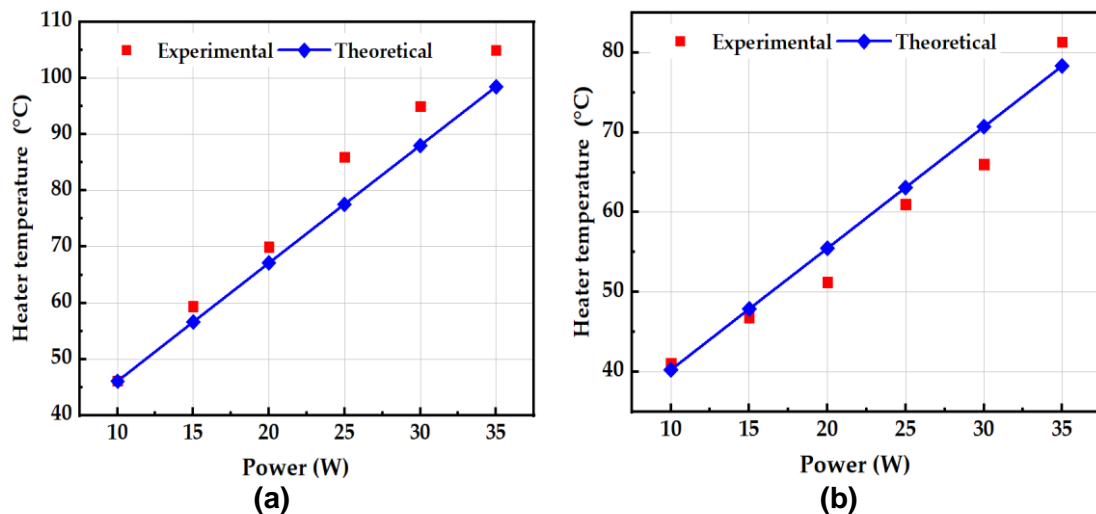 110
100
90
80
70
60
50
40
Heater temperature (°C)
Experimental Theoretical
10 15 20 25 30 35
Power (W)
(a)
80
70
60
50
40
Heater temperature (°C)
Experimental Theoretical
10 15 20 25 30 35
Power (W)
(b)